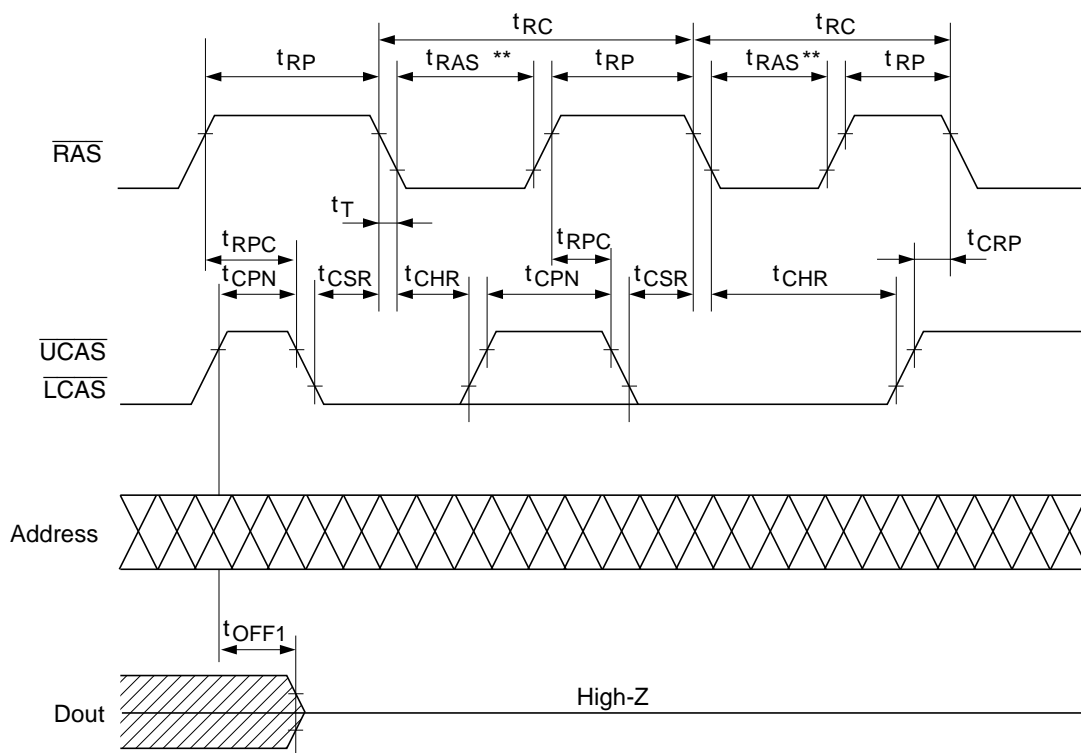 tRC tRC
tRP tRAS ** tRP tRAS** tRP
RAS
tT
tRPC tRPC tCRP
tCPN tCSR tCHR tCPN tCSR tCHR
UCAS
LCAS
Address
tOFF1
High-Z
Dout